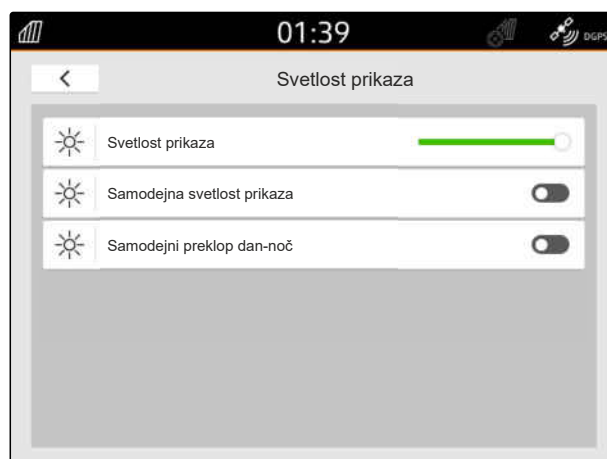 01:39
DGPS
Svetlost prikaza
Svetlost prikaza
Samodejna svetlost prikaza
Samodejni preklop dan-noč